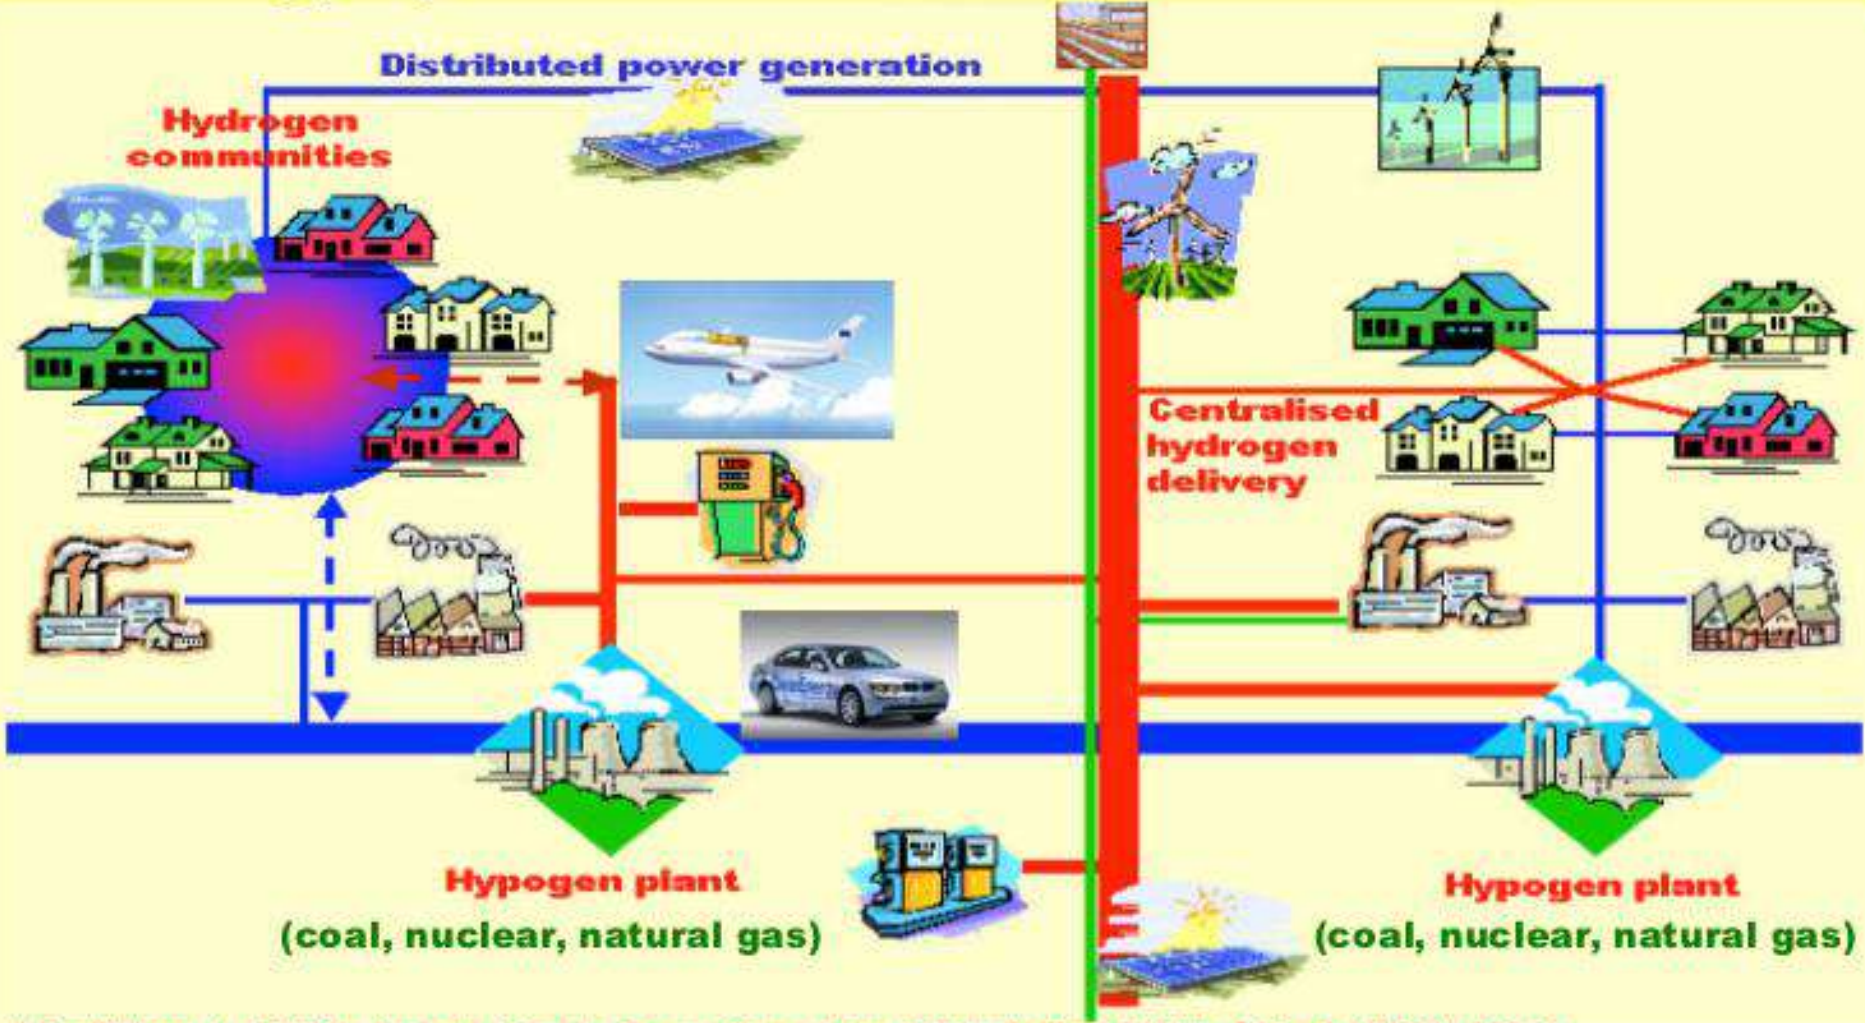 Distributed power generation
Hydrogen
communities
Centralised
hydrogen
delivery
Hypogen plant
(coal, nuclear, natural gas)
Hypogen plant
(coal, nuclear, natural gas)